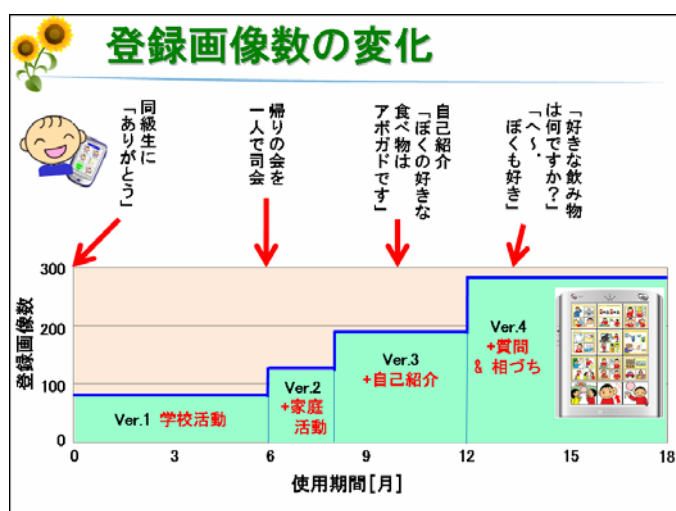 登録画像数の変化
同級生に
「ありがとう」
帰りの会を
一人で司会
自己紹介
「ぼくの好きな
食べ物は
アボガドです」
「好きな飲み物
は何ですか?」
「へ~.
ぼくも好き」
登録画像数
300
200
100
0
Ver.1 学校活動
Ver.2
+家庭
活動
Ver.3
+自己紹介
Ver.4
+質問
& 相づち
0
3
6
9
12
15
18
使用期間[月]